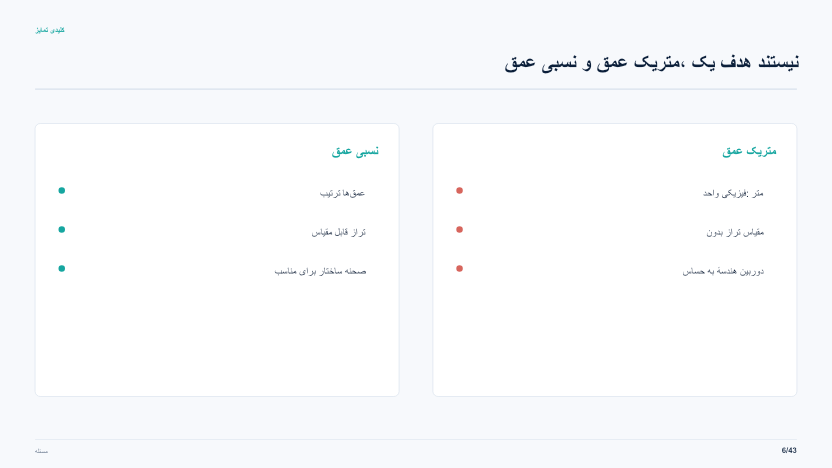 کلیدی تمایز
نیستند هدف یک ،متریک عمق و نسبی عمق
متریک عمق
متر :فیزیکی واحد
مقیاس تراز بدون
دوربین هندسهٔ به حساس
نسبی عمق
عمق‌ها ترتیب
تراز قابل مقیاس
صحنه ساختار برای مناسب
6/43
مسئله